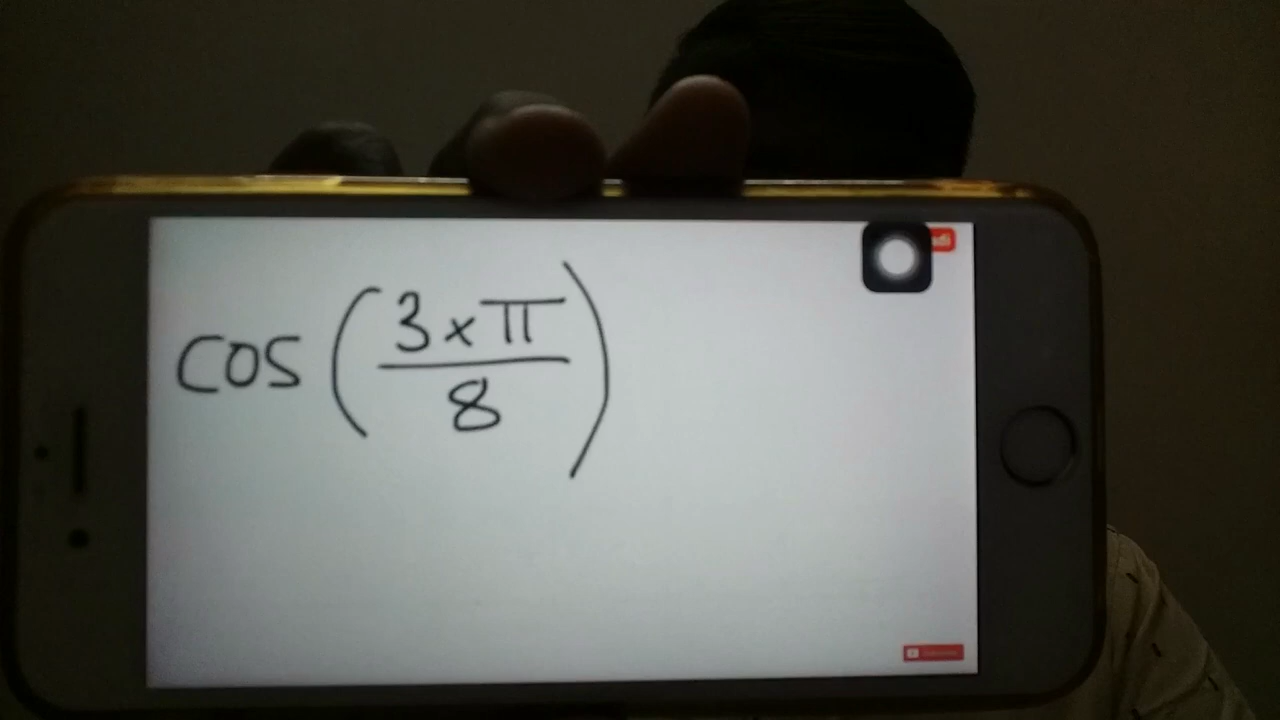 cos (3 × π / 8)